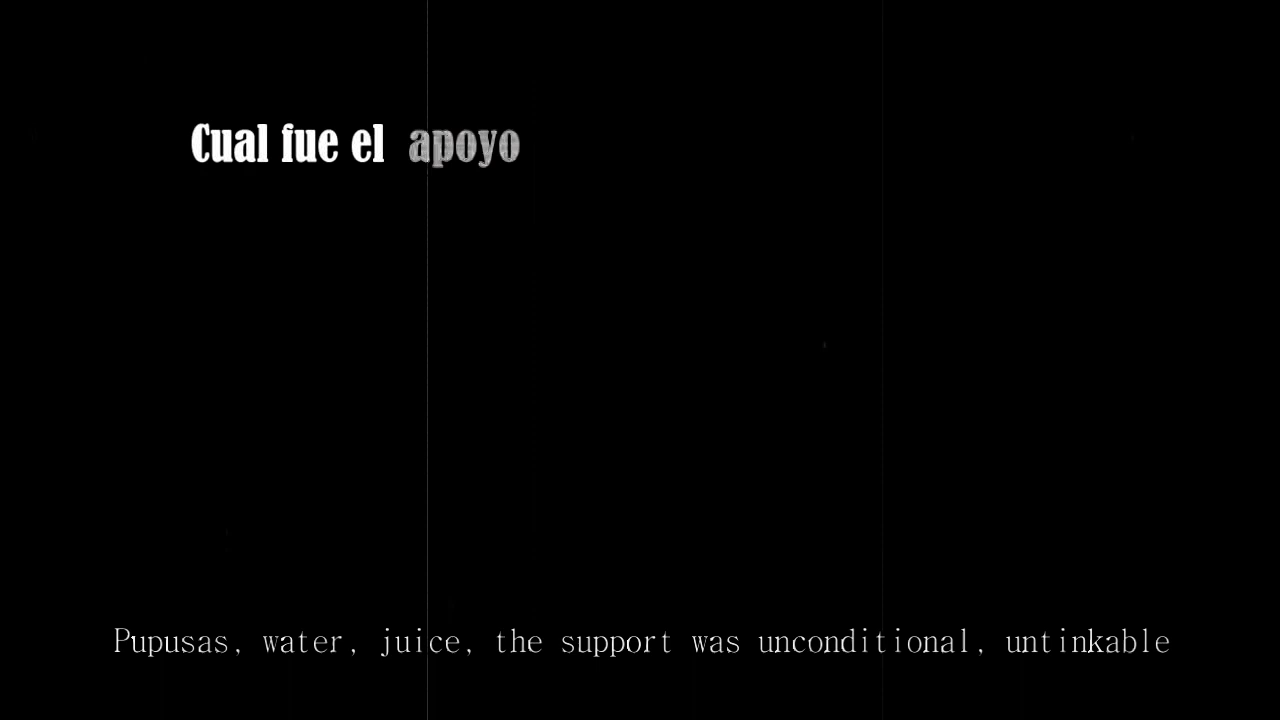 Cual fue el apoyo
Pupusas, water, juice, the support was unconditional, untinkable